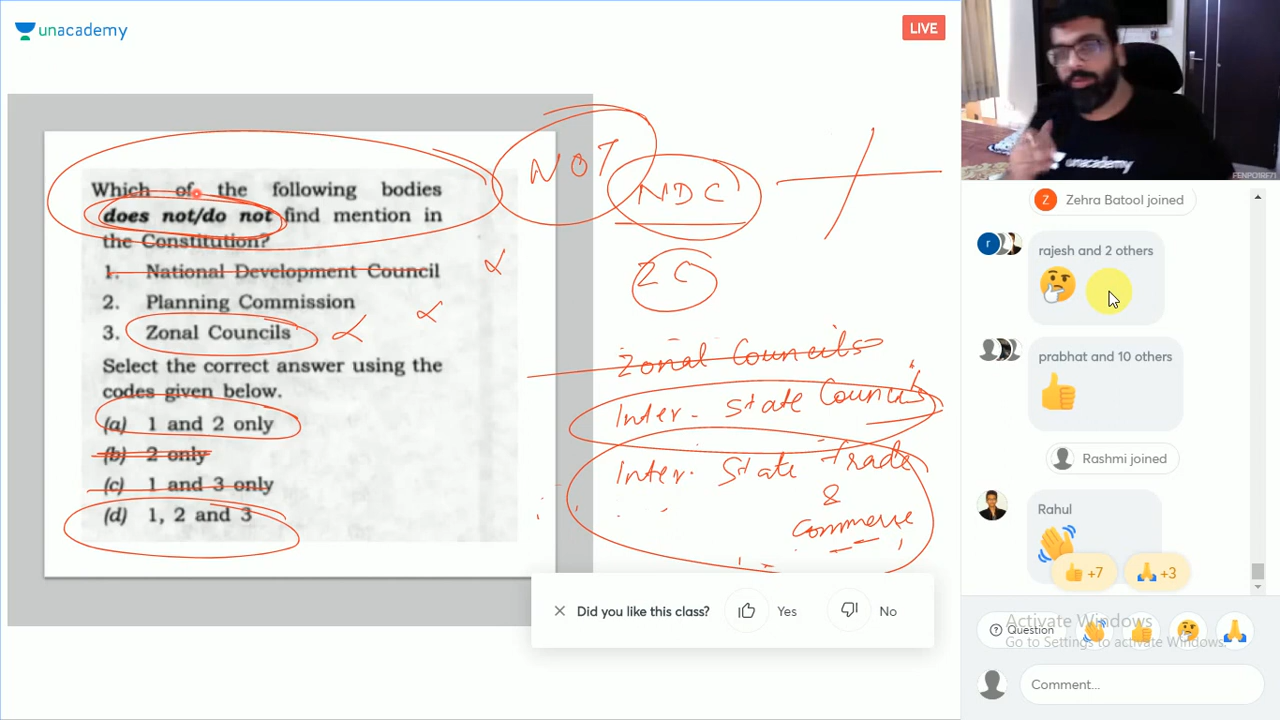 unacademy
LIVE
Which of the following bodies
does not/do not find mention in
the Constitution?
1. National Development Council
2. Planning Commission
3. Zonal Councils
Select the correct answer using the
codes given below.
(a) 1 and 2 only
(b) 2 only
(c) 1 and 3 only
(d) 1, 2 and 3
NOT
NDC
ZC
Zonal Councils
Inter-State Councils
Inter-State Trade
&
Commerce
Did you like this class?
Yes
No
unacademy
FENPO1RF71
Zehra Batool joined
r
rajesh and 2 others
prabhat and 10 others
Rashmi joined
Rahul
+7
+3
Activate Windows
Go to Settings to activate Windows.
Question
Comment...